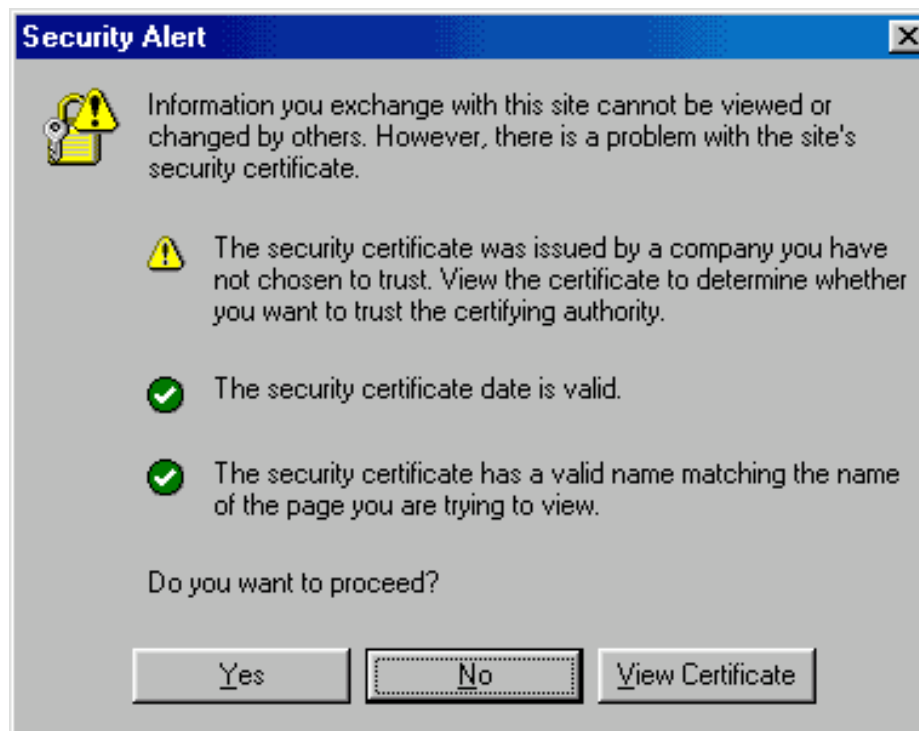 Security Alert
Information you exchange with this site cannot be viewed or
changed by others. However, there is a problem with the site's
security certificate.
The security certificate was issued by a company you have
not chosen to trust. View the certificate to determine whether
you want to trust the certifying authority.
The security certificate date is valid.
The security certificate has a valid name matching the name
of the page you are trying to view.
Do you want to proceed?
Yes No View Certificate